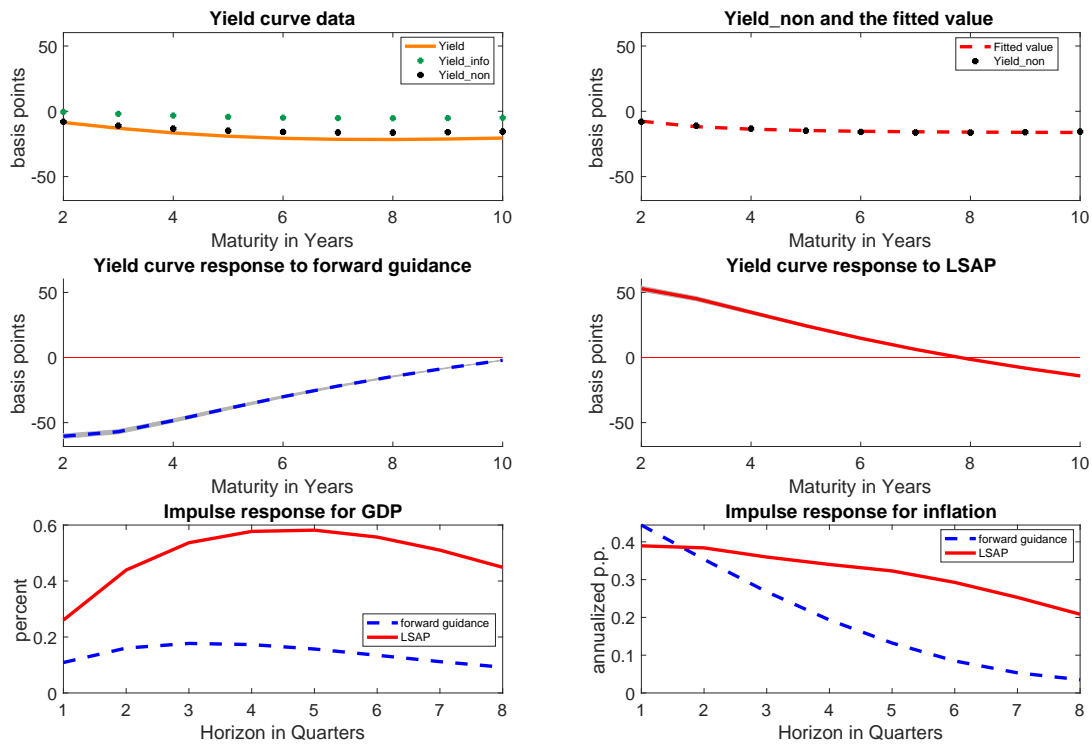 Yield curve data
50
0
-50
basis points
Yield
Yield_info
Yield_non
2
4
6
8
10
Maturity in Years
Yield_non and the fitted value
50
0
-50
basis points
Fitted value
Yield_non
2
4
6
8
10
Maturity in Years
Yield curve response to forward guidance
50
0
-50
basis points
2
4
6
8
10
Maturity in Years
Yield curve response to LSAP
50
0
-50
basis points
2
4
6
8
10
Maturity in Years
Impulse response for GDP
0.6
0.4
0.2
0
percent
forward guidance
LSAP
1
2
3
4
5
6
7
8
Horizon in Quarters
Impulse response for inflation
0.4
0.3
0.2
0.1
0
annualized p.p.
forward guidance
LSAP
1
2
3
4
5
6
7
8
Horizon in Quarters